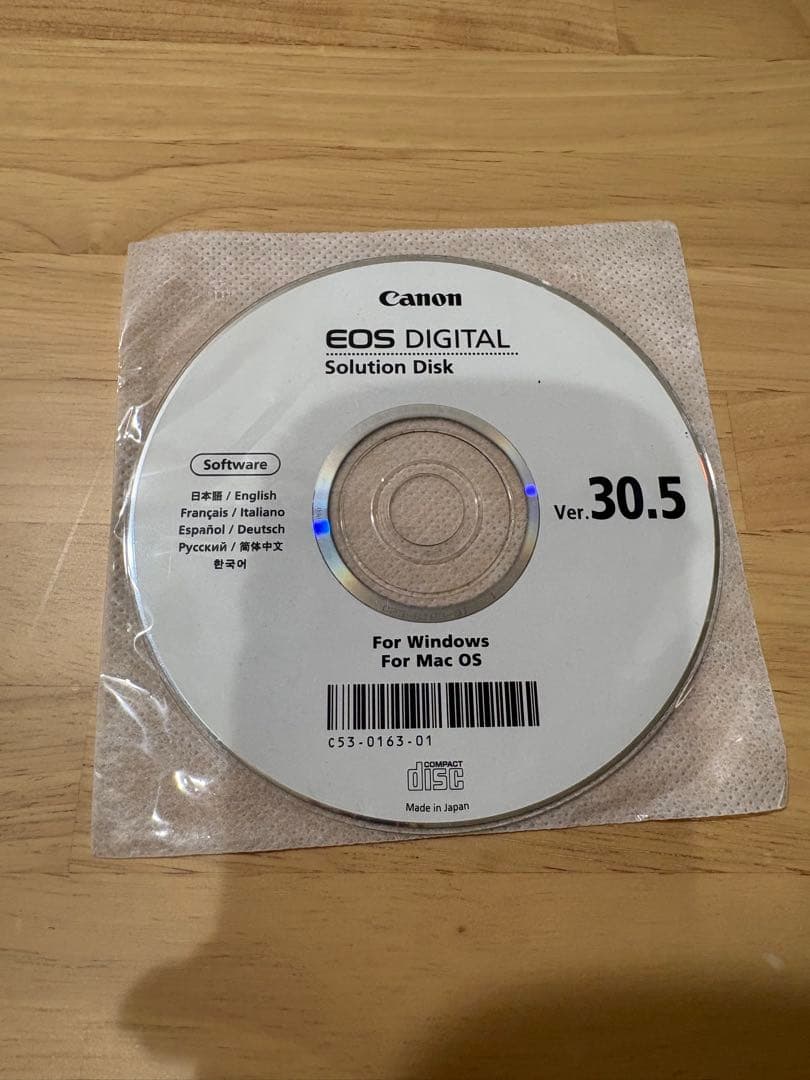 Canon
EOS DIGITAL
Solution Disk
Software
日本語 / English
Français / Italiano
Español / Deutsch
Русский / 简体中文
한국어
Ver.30.5
For Windows
For Mac OS
C53-0163-01
COMPACT
disc
Made in Japan